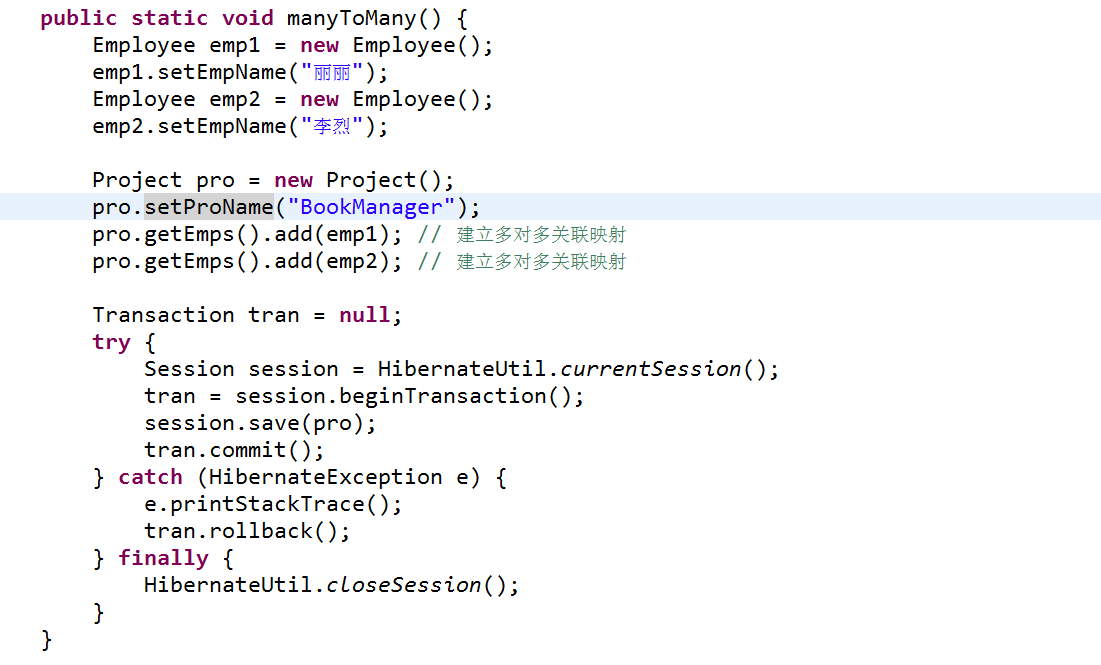 public static void manyToMany() {
Employee emp1 = new Employee();
emp1.setEmpName("丽丽");
Employee emp2 = new Employee();
emp2.setEmpName("李烈");
Project pro = new Project();
pro.setProName("BookManager");
pro.getEmps().add(emp1); // 建立多对多关联映射
pro.getEmps().add(emp2); // 建立多对多关联映射
Transaction tran = null;
try {
Session session = HibernateUtil.currentSession();
tran = session.beginTransaction();
session.save(pro);
tran.commit();
} catch (HibernateException e) {
e.printStackTrace();
tran.rollback();
} finally {
HibernateUtil.closeSession();
}
}